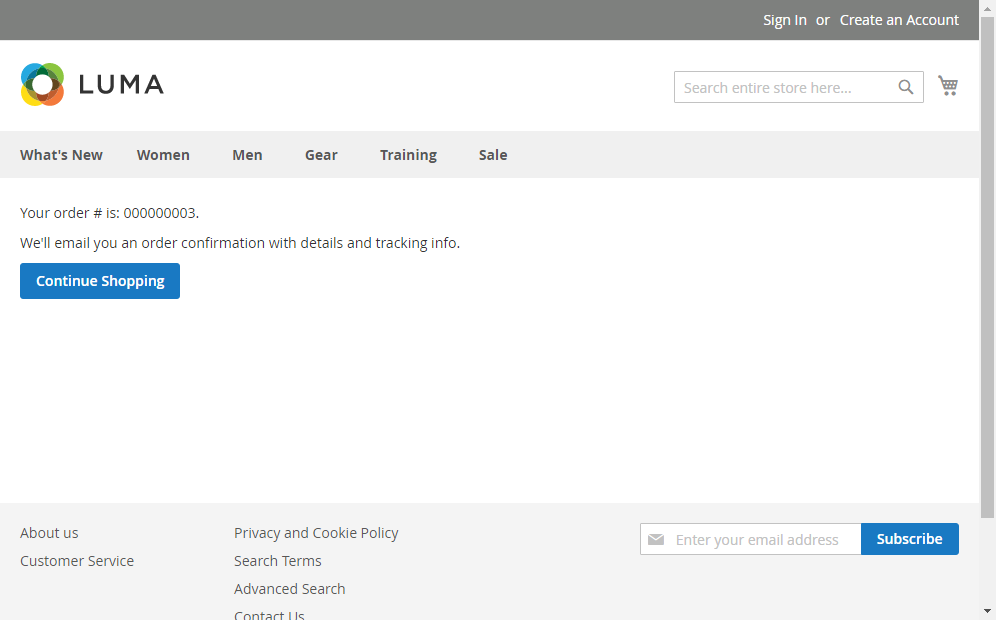 Sign In or Create an Account
LUMA
Search entire store here...
What's New Women Men Gear Training Sale
Your order # is: 000000003.
We'll email you an order confirmation with details and tracking info.
Continue Shopping
About us Privacy and Cookie Policy Enter your email address Subscribe
Customer Service Search Terms
Advanced Search
Contact Us